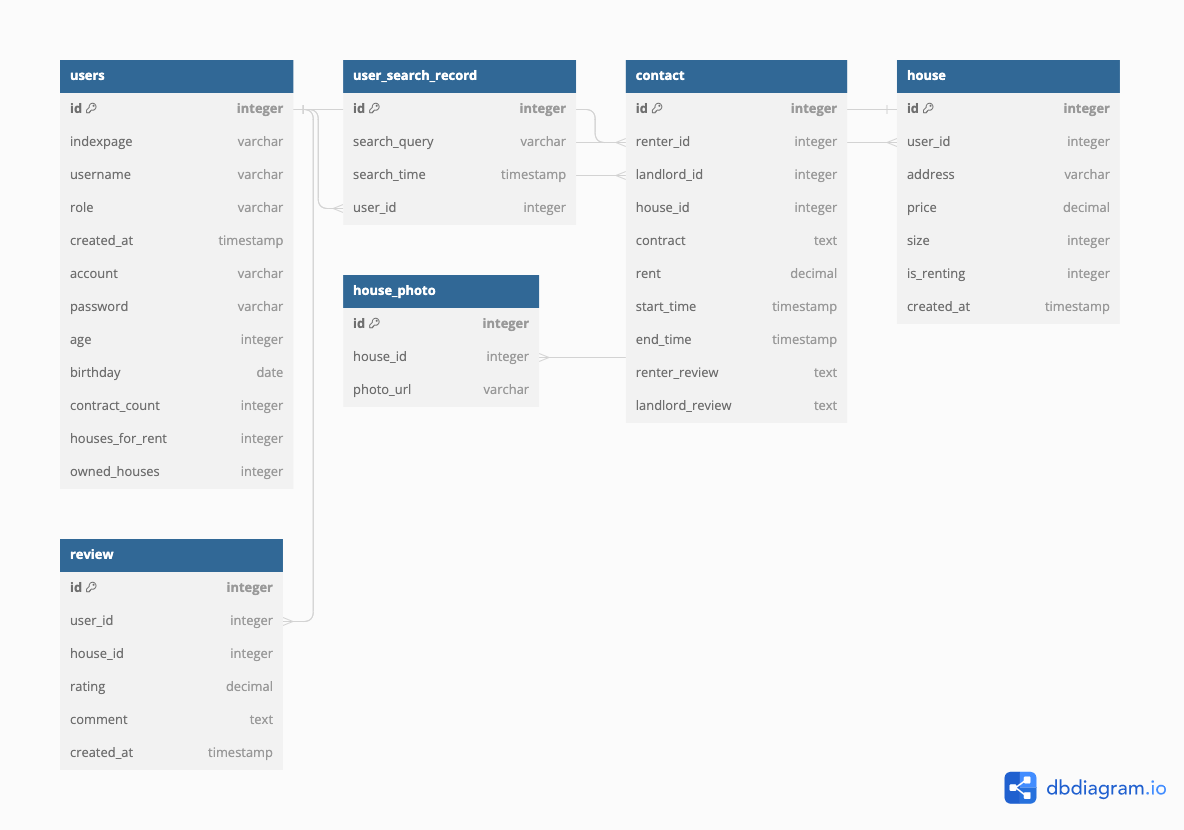 users
id integer
indexpage varchar
username varchar
role varchar
created_at timestamp
account varchar
password varchar
age integer
birthday date
contract_count integer
houses_for_rent integer
owned_houses integer
user_search_record
id integer
search_query varchar
search_time timestamp
user_id integer
contact
id integer
renter_id integer
landlord_id integer
house_id integer
contract text
rent decimal
start_time timestamp
end_time timestamp
renter_review text
landlord_review text
house
id integer
user_id integer
address varchar
price decimal
size integer
is_renting integer
created_at timestamp
house_photo
id integer
house_id integer
photo_url varchar
review
id integer
user_id integer
house_id integer
rating decimal
comment text
created_at timestamp
dbdiagram.io